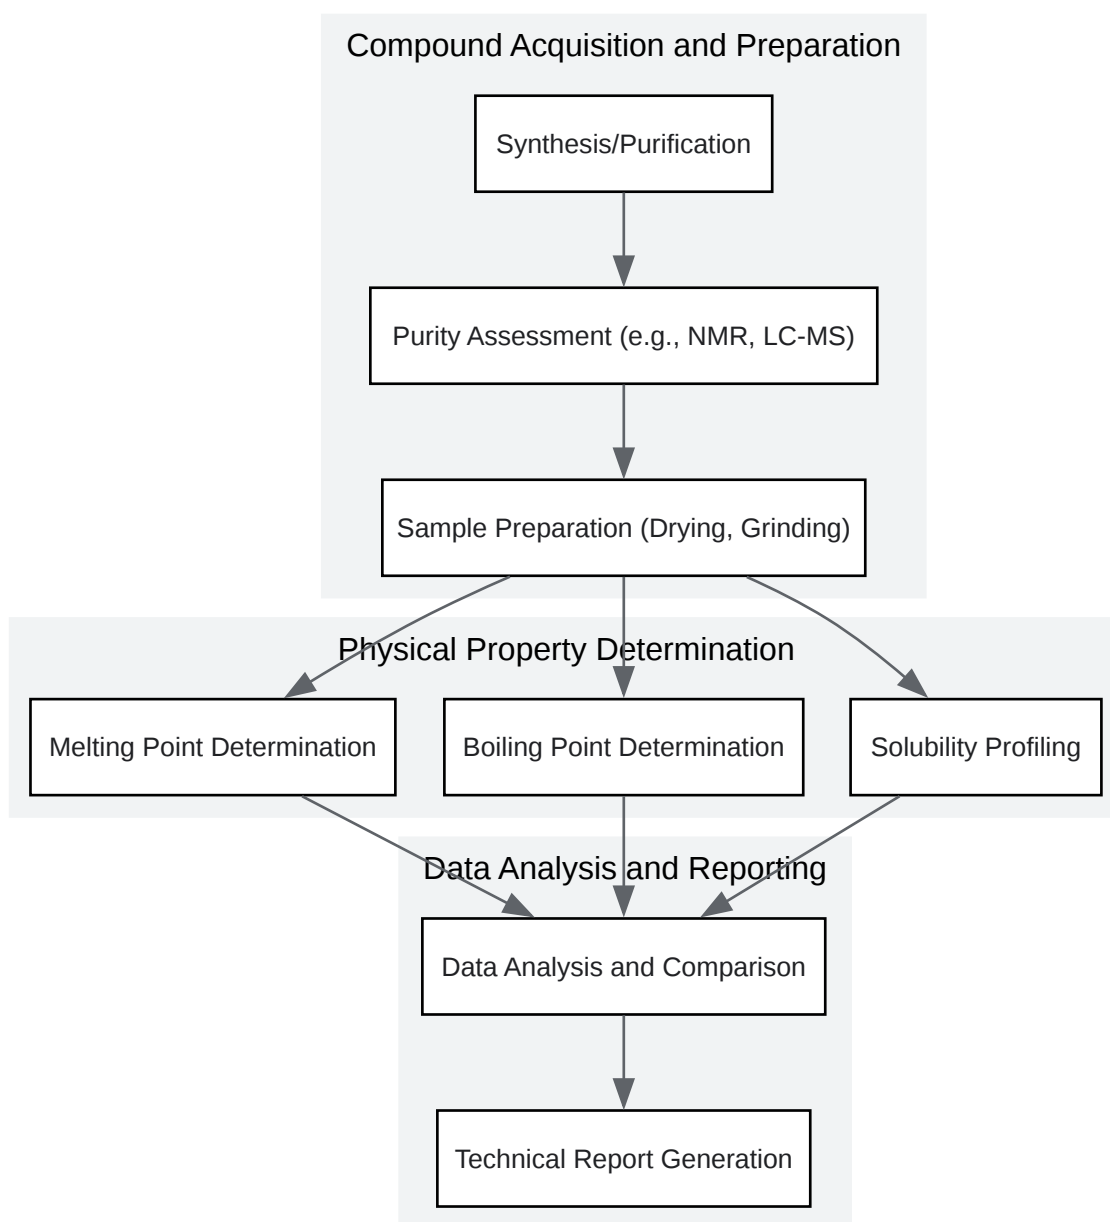 Compound Acquisition and Preparation
Synthesis/Purification
Purity Assessment (e.g., NMR, LC-MS)
Sample Preparation (Drying, Grinding)
Physical Property Determination
Melting Point Determination
Boiling Point Determination
Solubility Profiling
Data Analysis and Reporting
Data Analysis and Comparison
Technical Report Generation